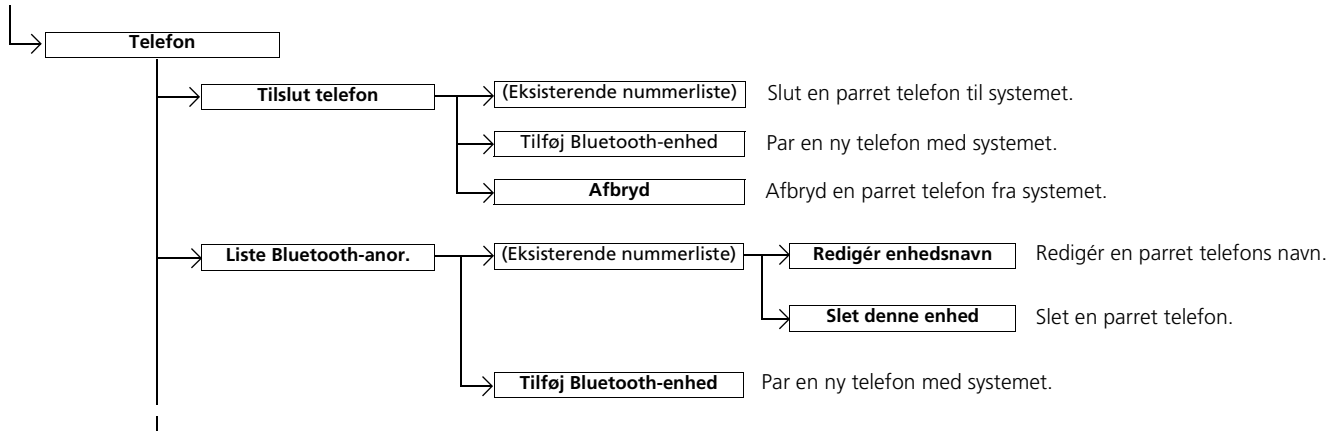 Telefon
Tilslut telefon
(Eksisterende nummerliste)
Slut en parret telefon til systemet.
Tilføj Bluetooth-enhed
Par en ny telefon med systemet.
Afbryd
Afbryd en parret telefon fra systemet.
Liste Bluetooth-anor.
(Eksisterende nummerliste)
Redigér enhedsnavn
Redigér en parret telefons navn.
Slet denne enhed
Slet en parret telefon.
Tilføj Bluetooth-enhed
Par en ny telefon med systemet.